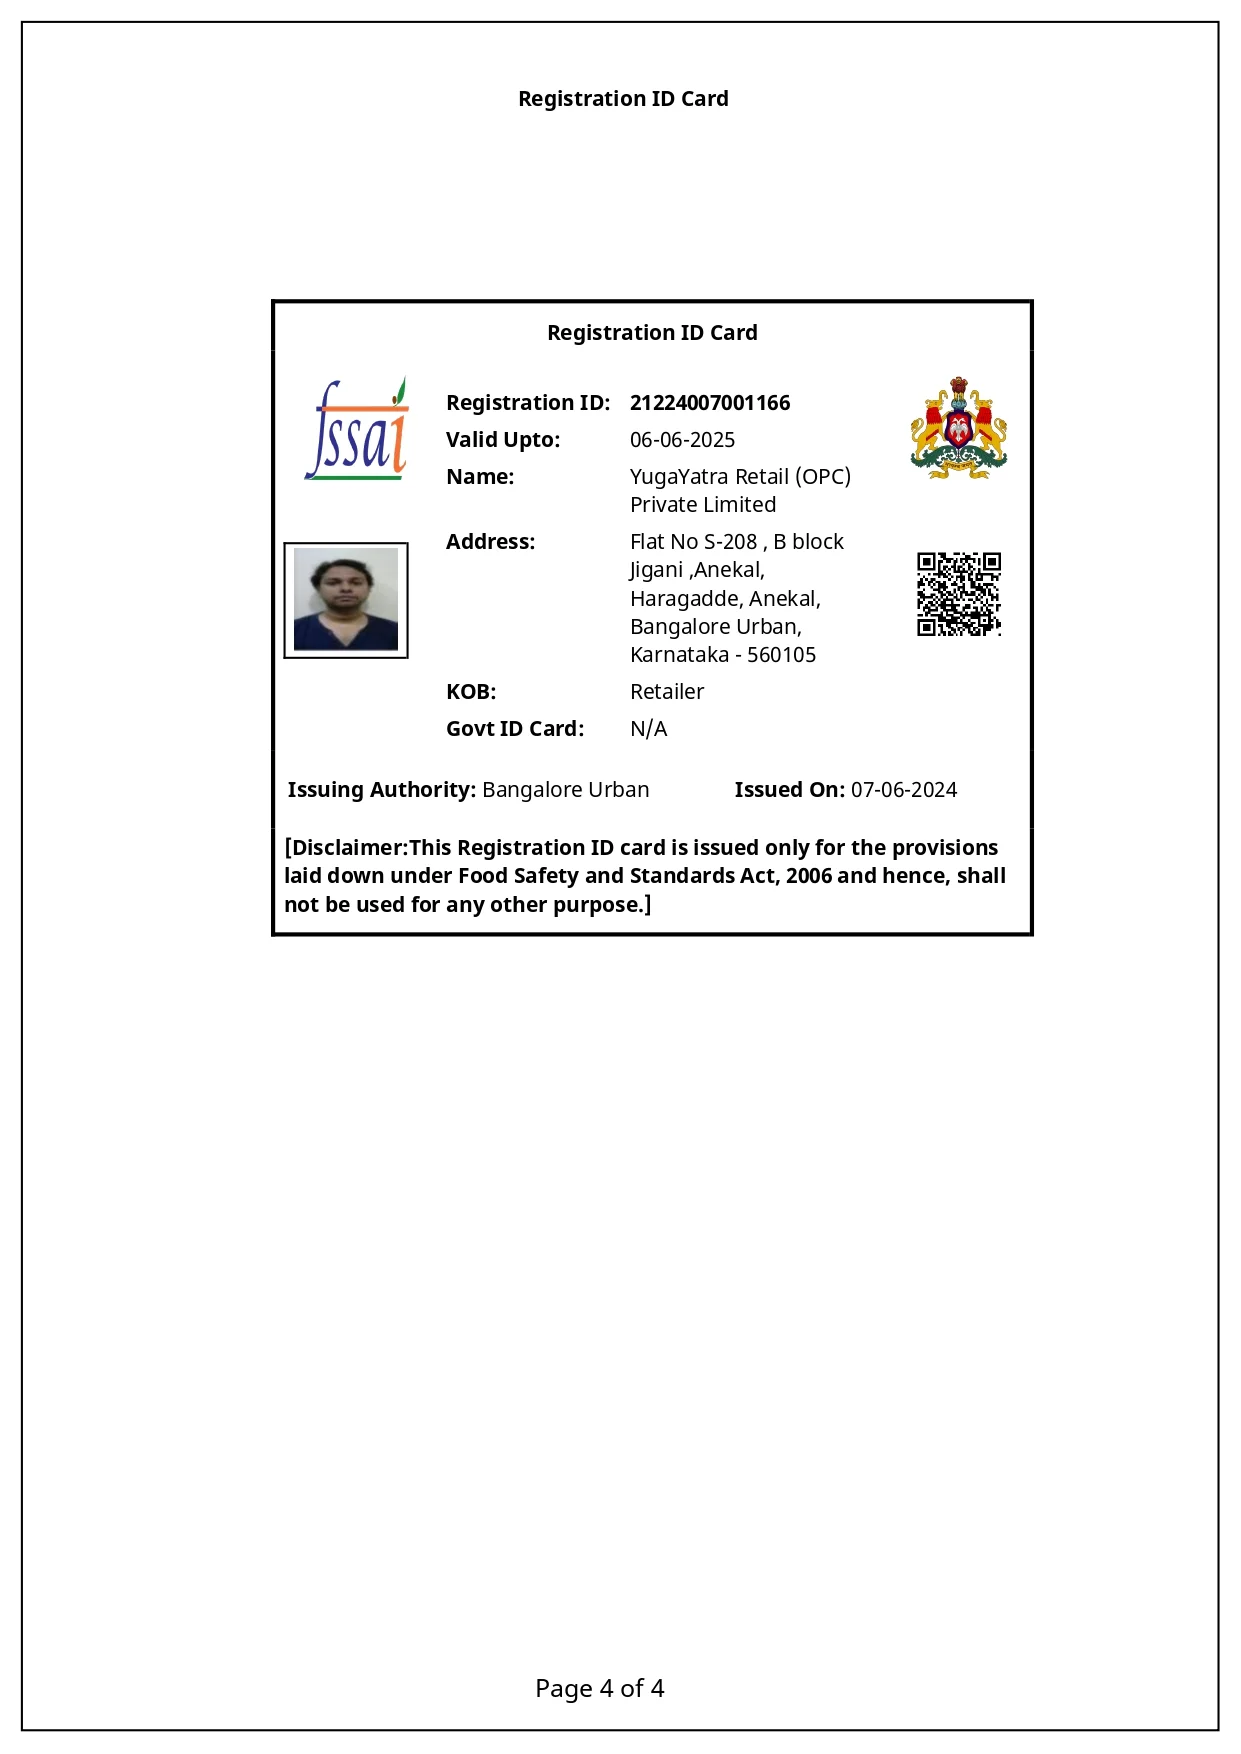 Registration ID Card
Registration ID Card
fssai
Registration ID: 21224007001166
Valid Upto: 06-06-2025
Name: YugaYatra Retail (OPC)
Private Limited
Address: Flat No S-208 , B block
Jigani ,Anekal,
Haragadde, Anekal,
Bangalore Urban,
Karnataka - 560105
KOB: Retailer
Govt ID Card: N/A
Issuing Authority: Bangalore Urban Issued On: 07-06-2024
[Disclaimer:This Registration ID card is issued only for the provisions
laid down under Food Safety and Standards Act, 2006 and hence, shall
not be used for any other purpose.]
Page 4 of 4